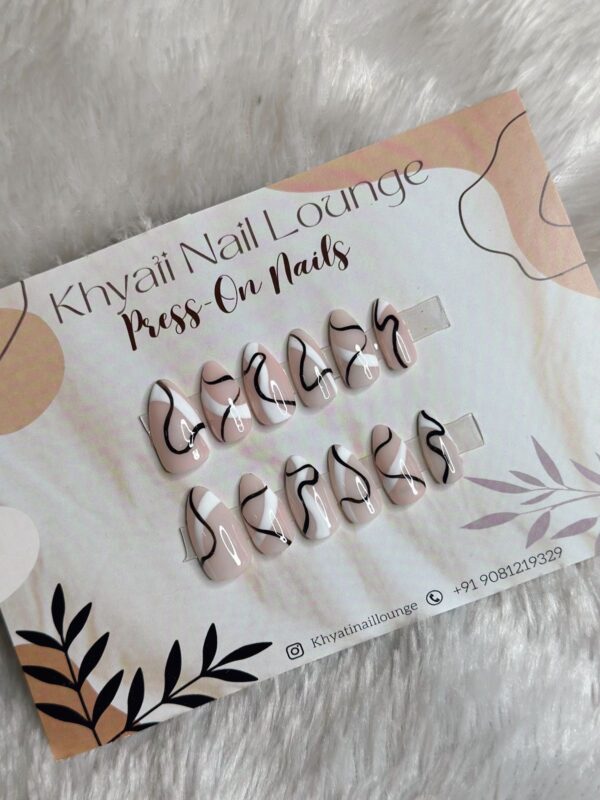 Khyati Nail Lounge
Press-On Nails
Khyatinaillounge +91 9081219329